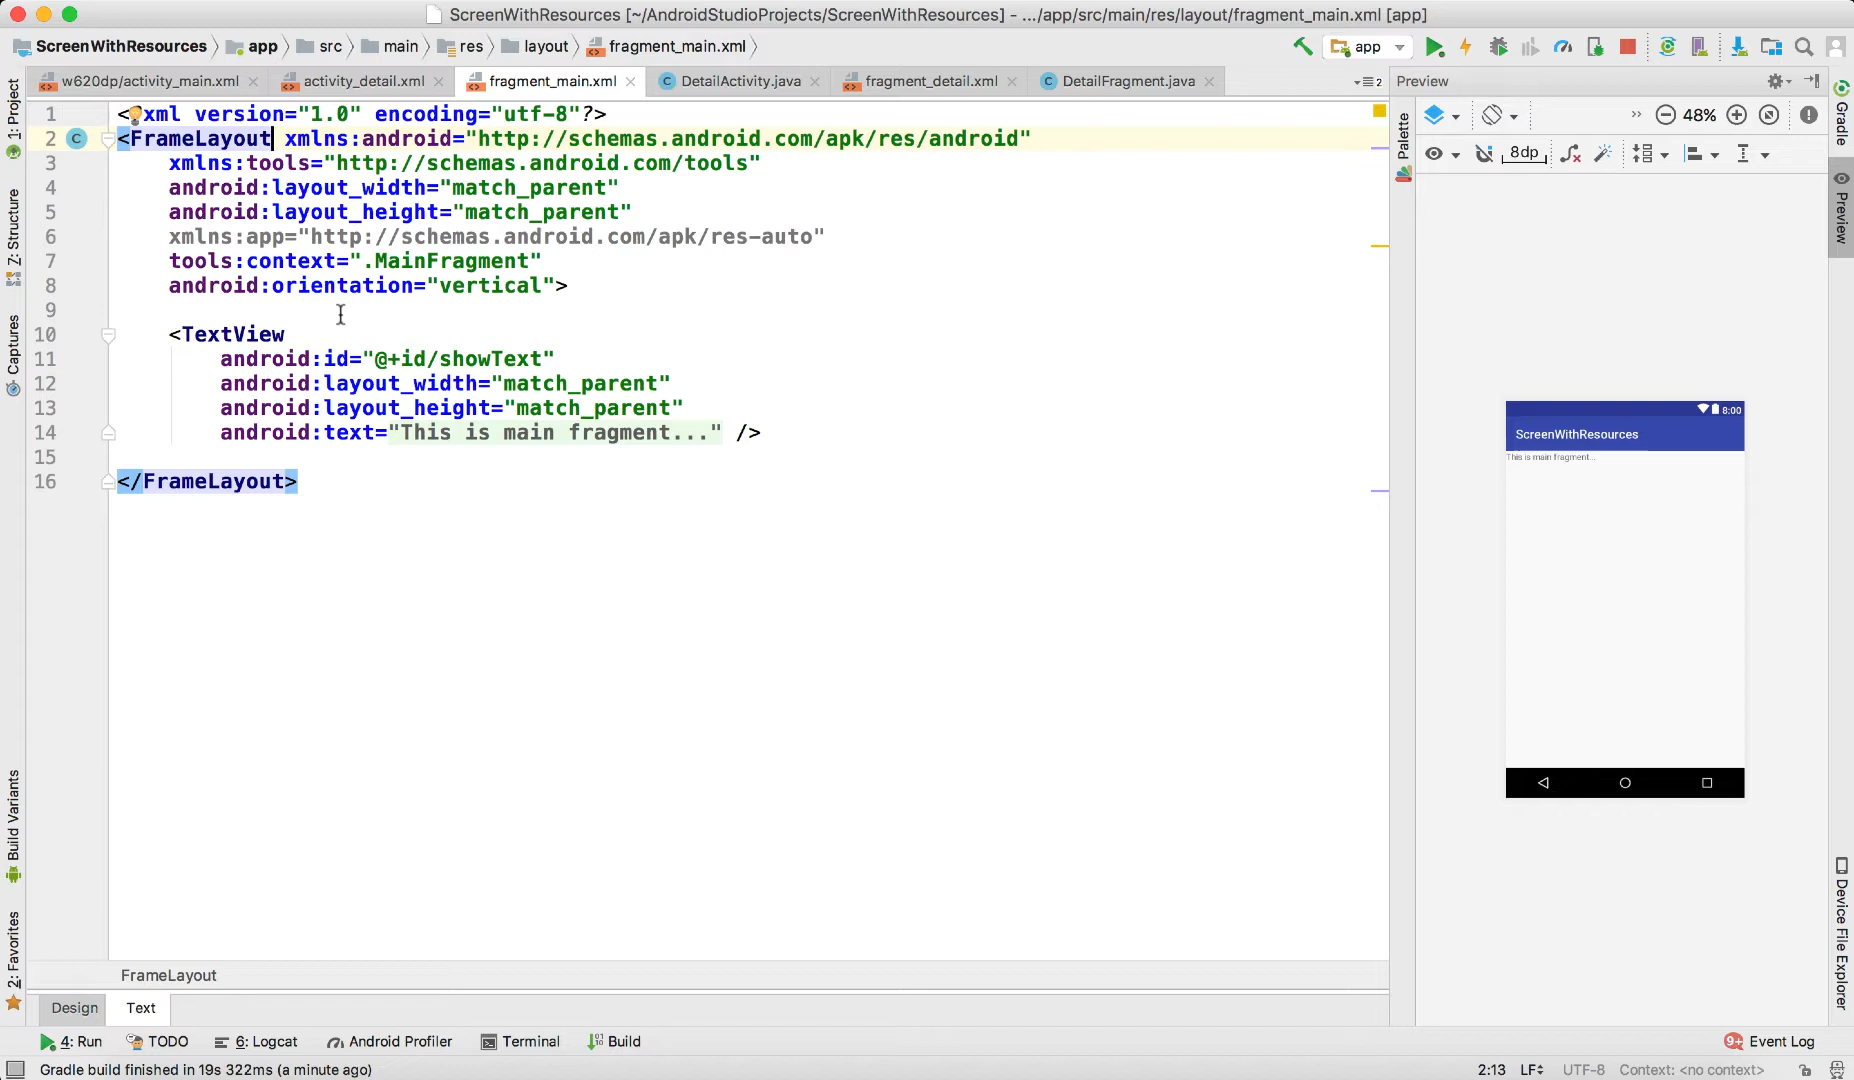 ScreenWithResources [~/AndroidStudioProjects/ScreenWithResources] - .../app/src/main/res/layout/fragment_main.xml [app]
ScreenWithResources app src main res layout fragment_main.xml
app
w620dp/activity_main.xml activity_detail.xml fragment_main.xml DetailActivity.java fragment_detail.xml DetailFragment.java
2
Preview
1: Project
Z: Structure
Captures
Build Variants
2: Favorites
1 <xml version="1.0" encoding="utf-8"?>
2 <FrameLayout xmlns:android="http://schemas.android.com/apk/res/android"
3 xmlns:tools="http://schemas.android.com/tools"
4 android:layout_width="match_parent"
5 android:layout_height="match_parent"
6 xmlns:app="http://schemas.android.com/apk/res-auto"
7 tools:context=".MainFragment"
8 android:orientation="vertical">
9
10 <TextView
11 android:id="@+id/showText"
12 android:layout_width="match_parent"
13 android:layout_height="match_parent"
14 android:text="This is main fragment..." />
15
16 </FrameLayout>
Palette
48%
8dp
8:00
ScreenWithResources
This is main fragment...
Gradle
Preview
Device File Explorer
FrameLayout
Design Text
4: Run TODO 6: Logcat Android Profiler Terminal Build 9+ Event Log
Gradle build finished in 19s 322ms (a minute ago) 2:13 LF UTF-8 Context: <no context>